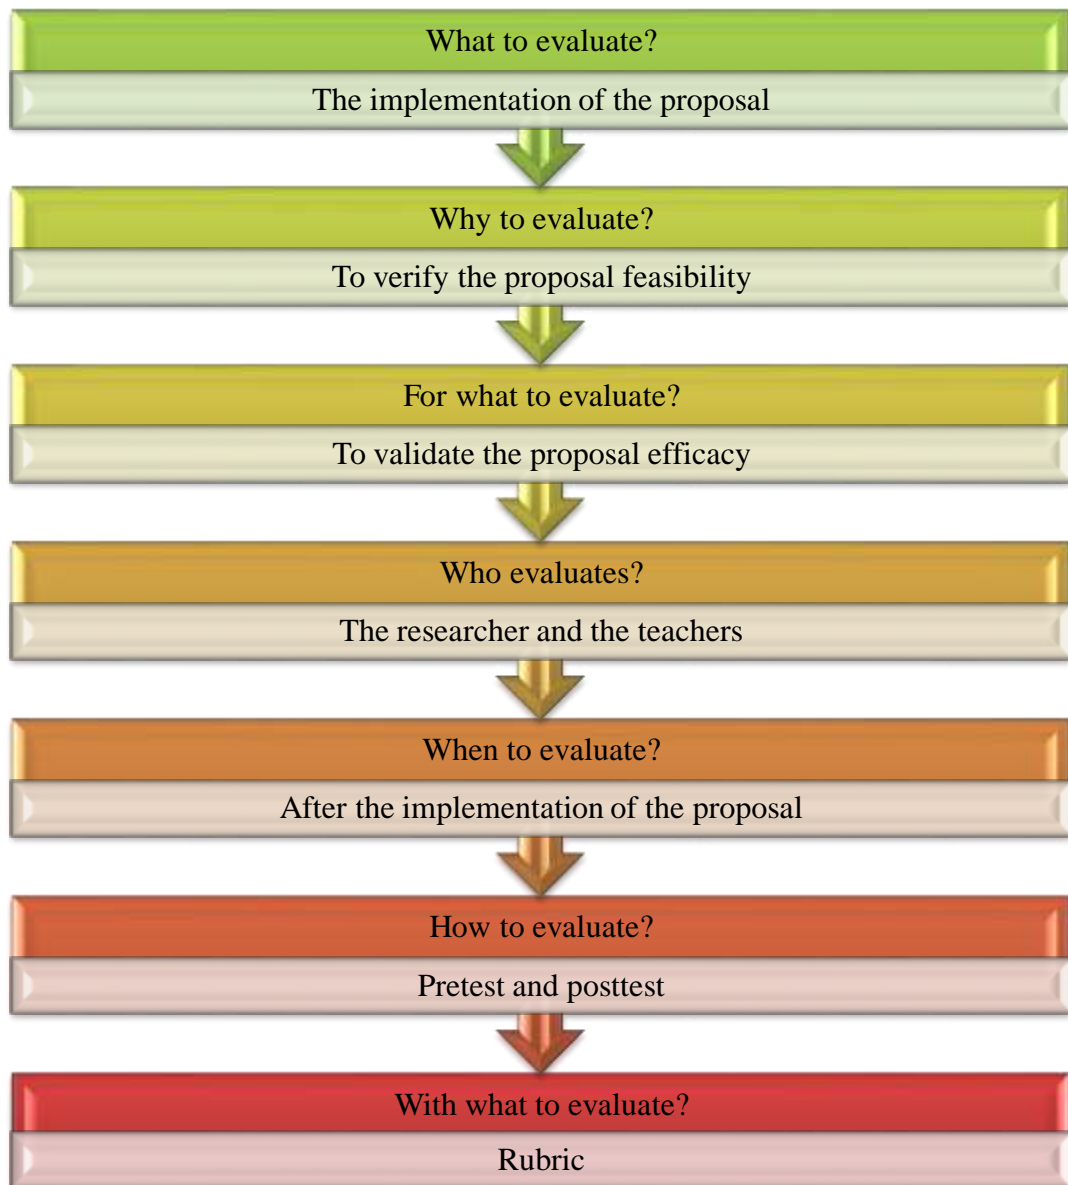 What to evaluate?
The implementation of the proposal
Why to evaluate?
To verify the proposal feasibility
For what to evaluate?
To validate the proposal efficacy
Who evaluates?
The researcher and the teachers
When to evaluate?
After the implementation of the proposal
How to evaluate?
Pretest and posttest
With what to evaluate?
Rubric